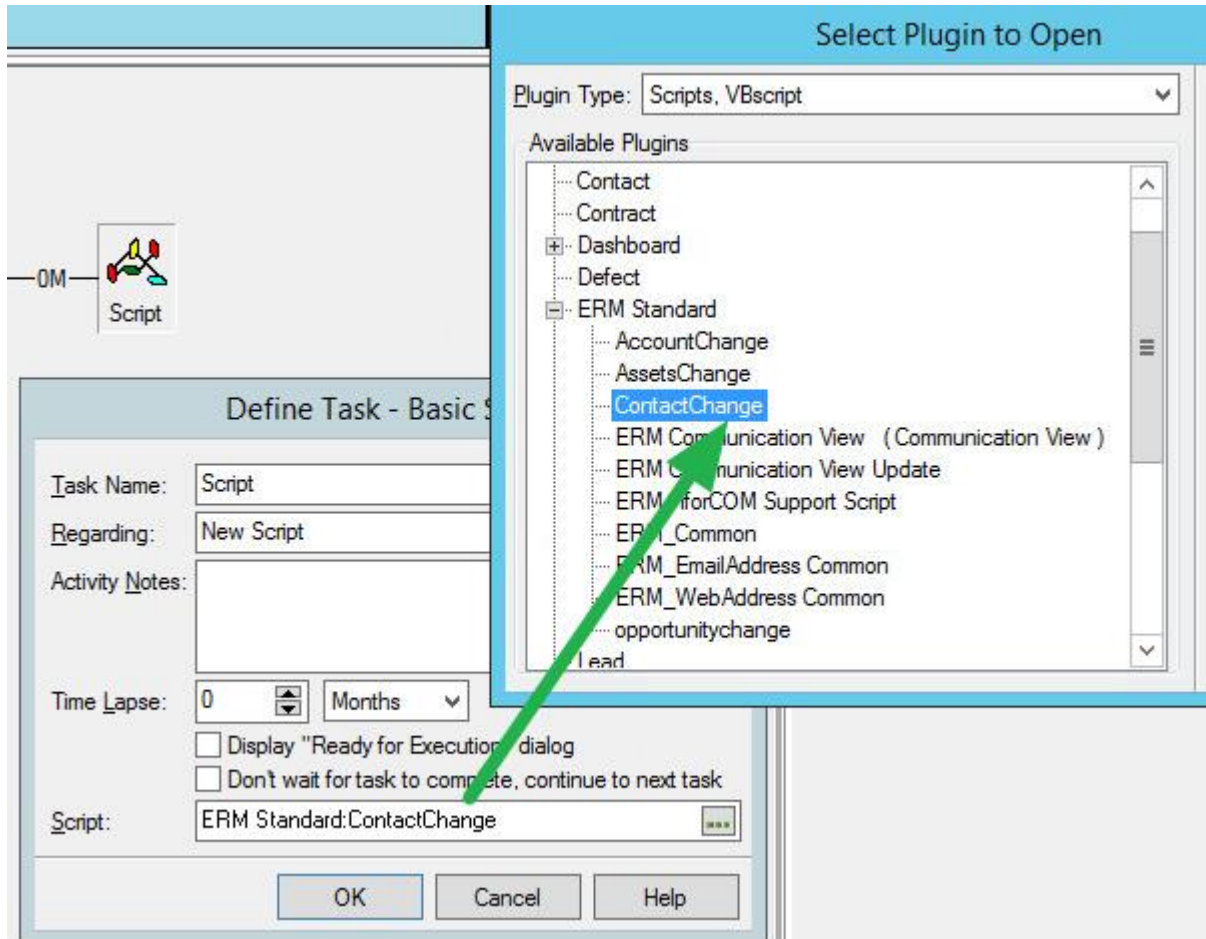 Select Plugin to Open
Plugin Type: Scripts, VBscript
Available Plugins
Contact
Contract
Dashboard
Defect
ERM Standard
AccountChange
AssetsChange
ContactChange
ERM Communication View ( Communication View )
ERM Communication View Update
ERM Support Script
ERM_Common
ERM_EmailAddress Common
ERM_WebAddress Common
opportunitychange
Lead
0M
Script
Define Task - Basic
Task Name: Script
Regarding: New Script
Activity Notes:
Time Lapse: 0 Months
Display "Ready for Execution" dialog
Don't wait for task to complete, continue to next task
Script: ERM Standard:ContactChange ...
OK Cancel Help